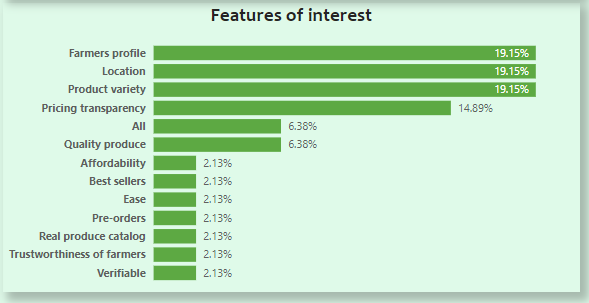 Features of interest
Farmers profile 19.15%
Location 19.15%
Product variety 19.15%
Pricing transparency 14.89%
All 6.38%
Quality produce 6.38%
Affordability 2.13%
Best sellers 2.13%
Ease 2.13%
Pre-orders 2.13%
Real produce catalog 2.13%
Trustworthiness of farmers 2.13%
Verifiable 2.13%